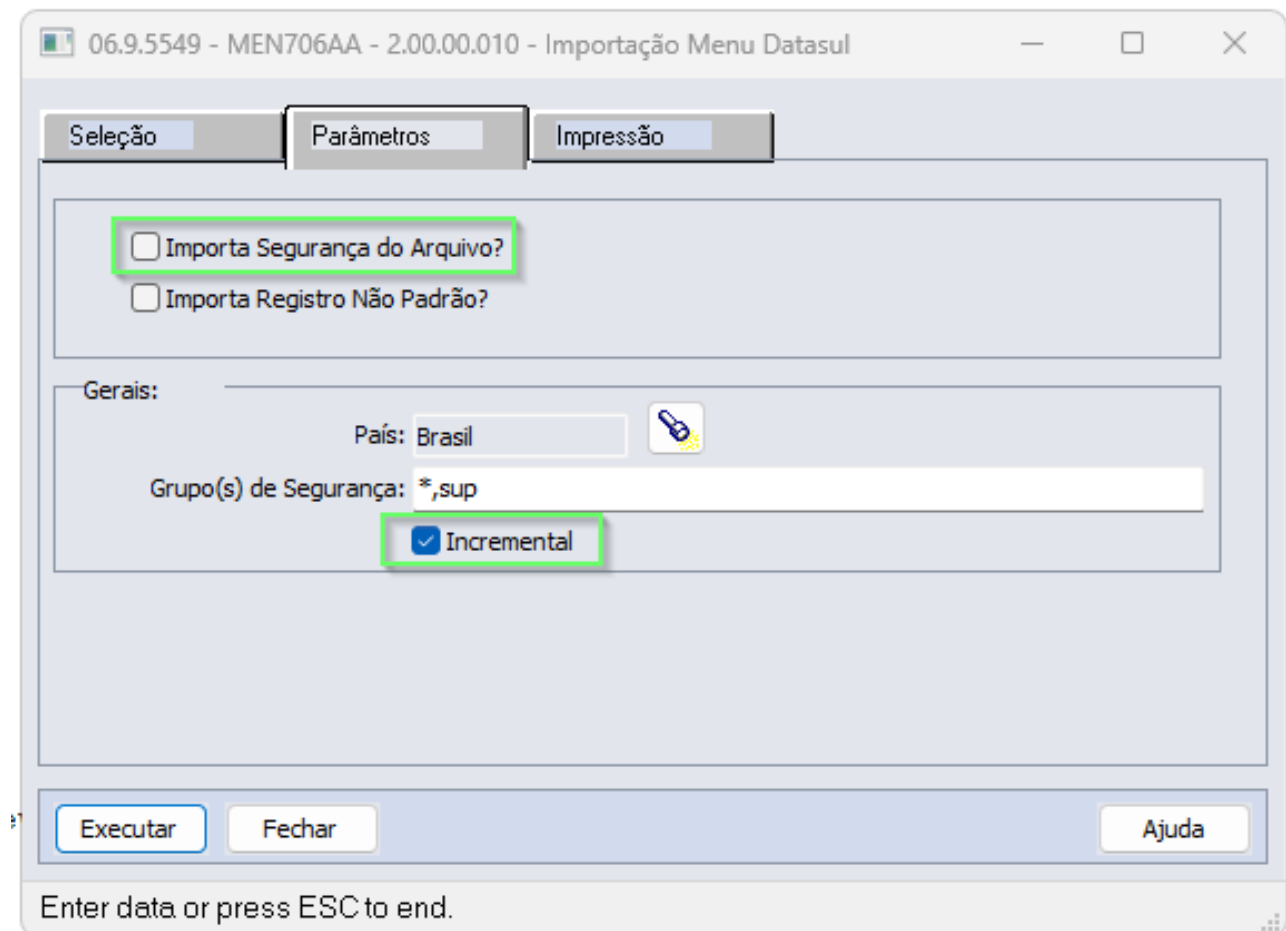 06.9.5549 - MEN706AA - 2.00.00.010 - Importação Menu Datasul
Seleção Parâmetros Impressão
Importa Segurança do Arquivo?
Importa Registro Não Padrão?
Gerais:
País: Brasil
Grupo(s) de Segurança: *,sup
Incremental
Executar Fechar Ajuda
Enter data or press ESC to end.